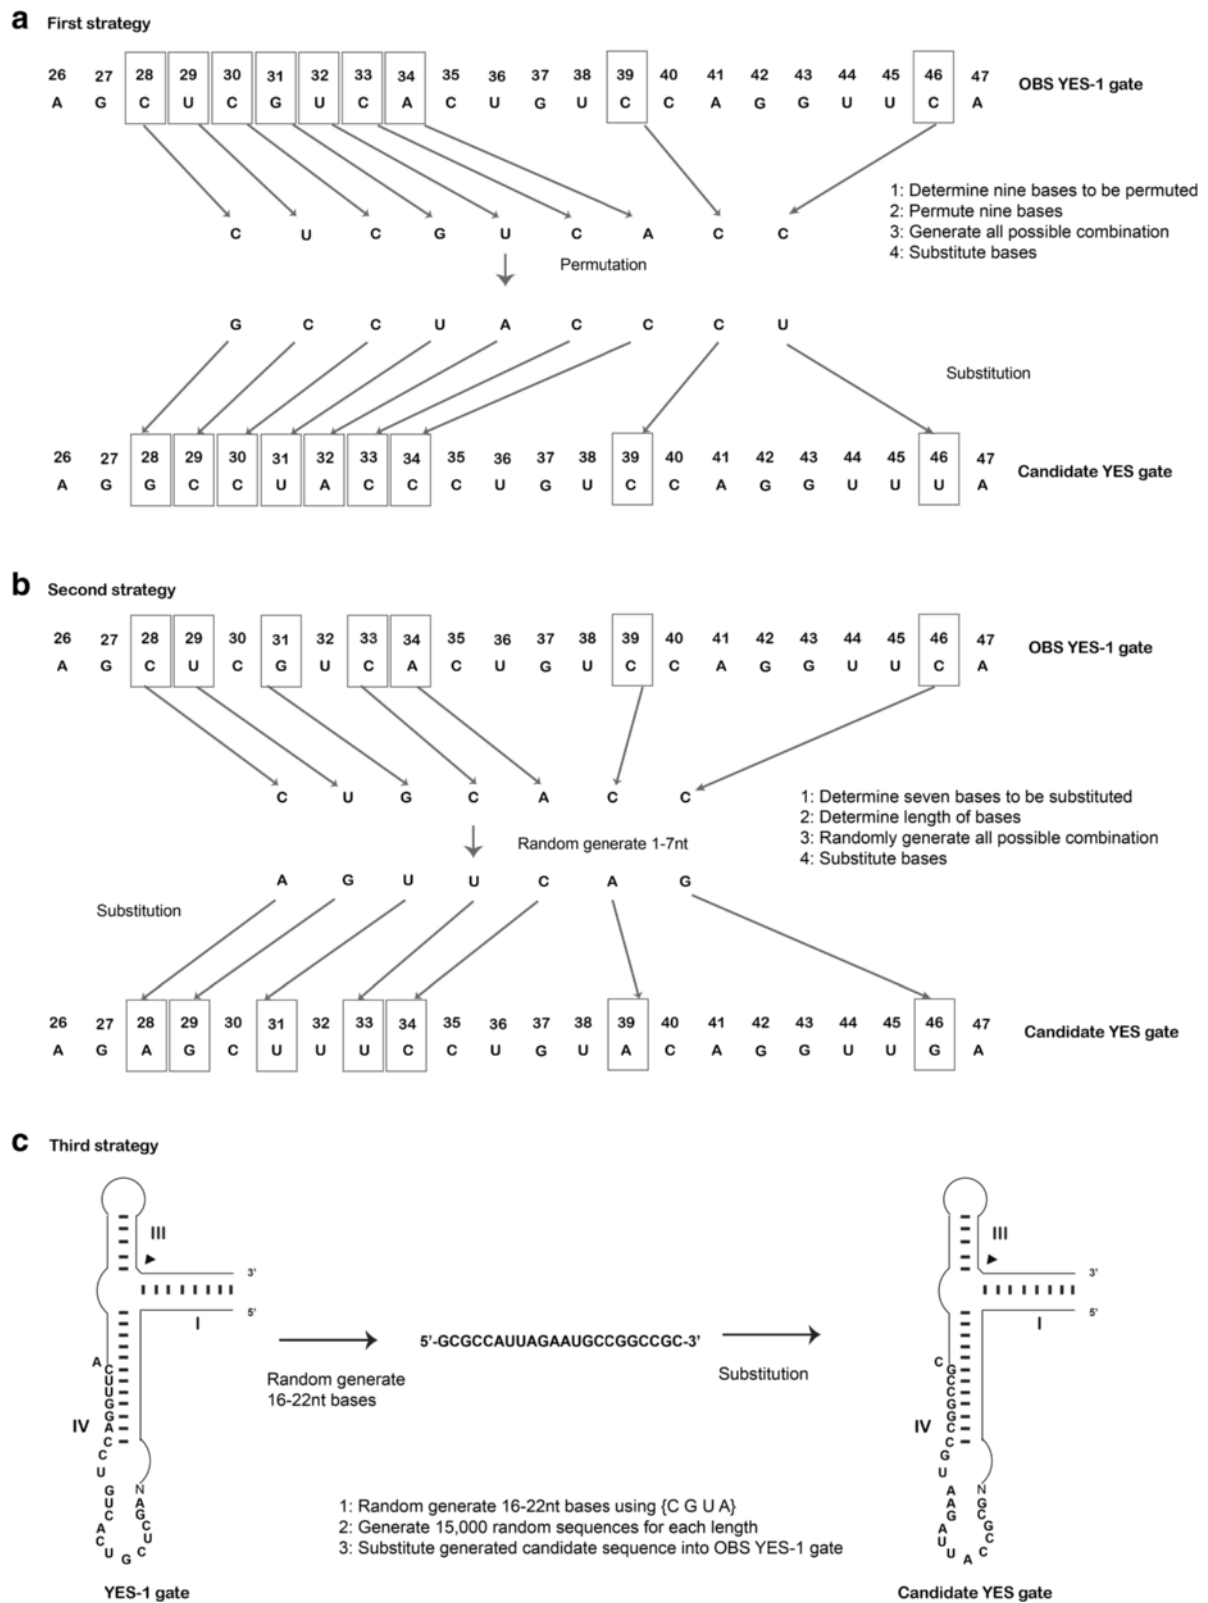 a First strategy
26 27 28 29 30 31 32 33 34 35 36 37 38 39 40 41 42 43 44 45 46 47
A G C U C G U C A C U G U C C A G G U U C A
OBS YES-1 gate
1: Determine nine bases to be permuted
2: Permute nine bases
3: Generate all possible combination
4: Substitute bases
C U C G U C A C C
Permutation
G C C U A C C C U
Substitution
26 27 28 29 30 31 32 33 34 35 36 37 38 39 40 41 42 43 44 45 46 47
A G G C C U A C C C U G U C C A G G U U U A
Candidate YES gate
b Second strategy
26 27 28 29 30 31 32 33 34 35 36 37 38 39 40 41 42 43 44 45 46 47
A G C U C G U C A C U G U C C A G G U U C A
OBS YES-1 gate
C U G C A C C
1: Determine seven bases to be substituted
2: Determine length of bases
3: Randomly generate all possible combination
4: Substitute bases
Random generate 1-7nt
A G U U C A G
Substitution
26 27 28 29 30 31 32 33 34 35 36 37 38 39 40 41 42 43 44 45 46 47
A G A G C U U U C C U G U A C A G G U U G A
Candidate YES gate
c Third strategy
III
3'
5'
I
A
C
U
U
G
G
A
C
C
U
G
U
C
A
C
U
G
C
U
C
G
A
N
IV
YES-1 gate
5'-GCGCCAUUAGAAUGCCGGCCGC-3'
Random generate
16-22nt bases
Substitution
1: Random generate 16-22nt bases using {C G U A}
2: Generate 15,000 random sequences for each length
3: Substitute generated candidate sequence into OBS YES-1 gate
III
3'
5'
I
C
G
C
C
G
G
C
C
G
U
A
A
G
A
U
U
A
C
C
G
C
G
N
IV
Candidate YES gate